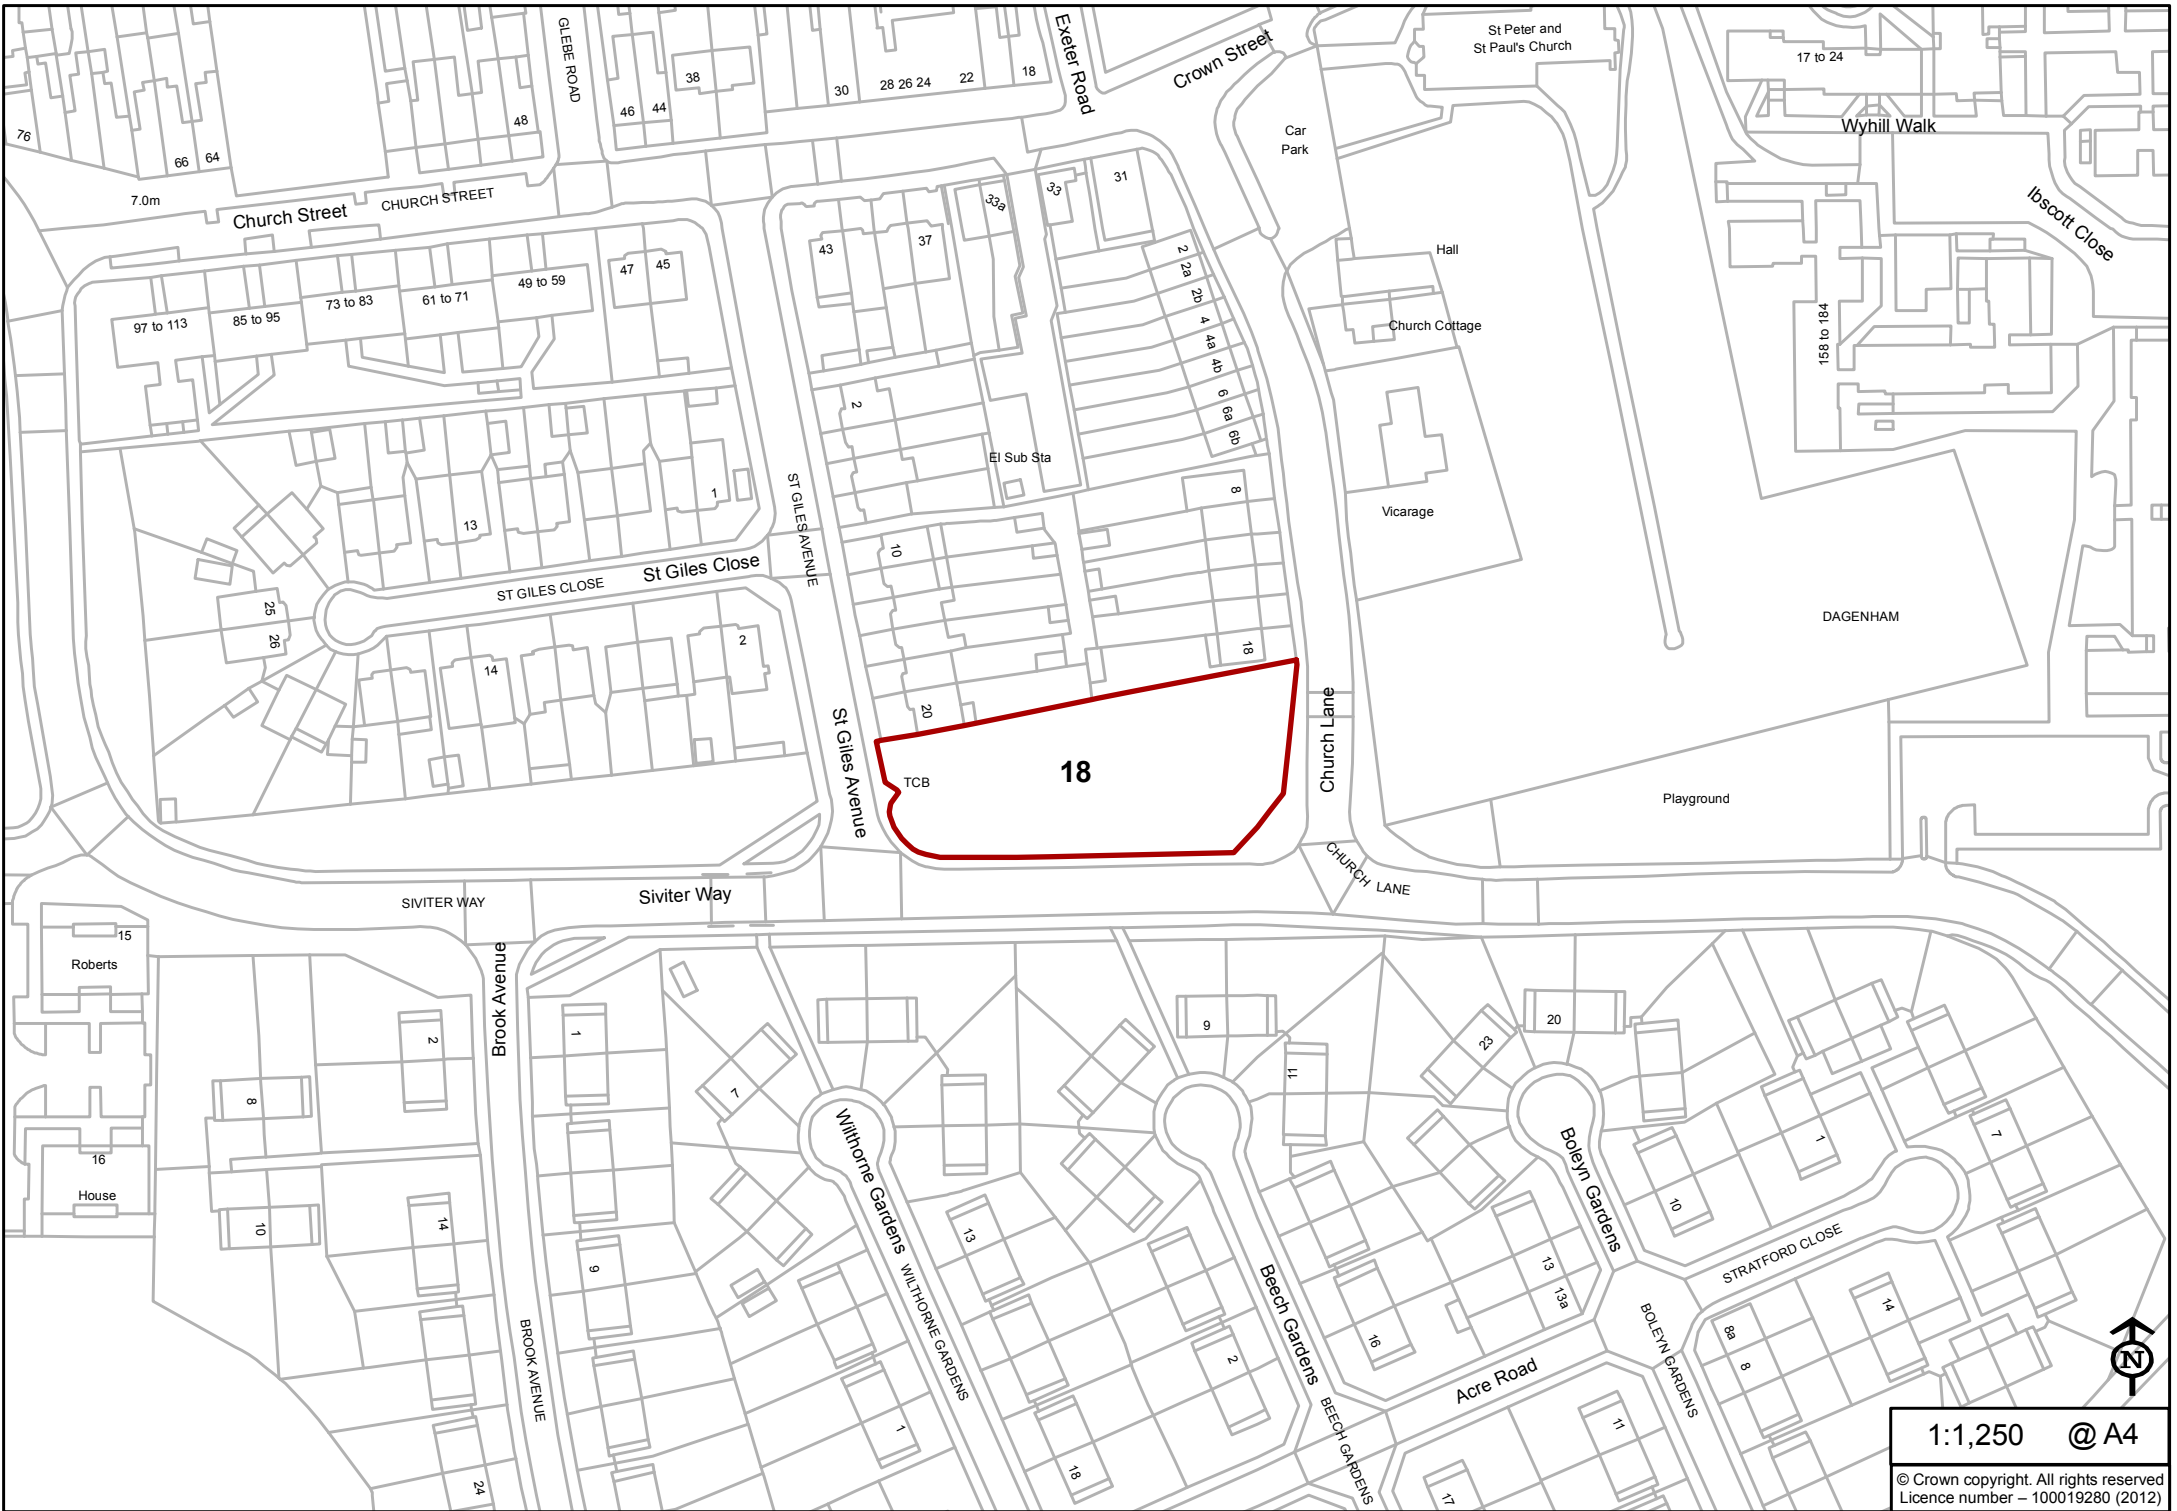 GLEBE ROAD
Exeter Road
Crown Street
St Peter and
St Paul's Church
17 to 24
38
30
28 26 24
22
18
46
44
48
76
66
64
Car
Park
Wyhill Walk
Ibscott Close
7.0m
Church Street
CHURCH STREET
33a
33
31
43
37
47
45
49 to 59
61 to 71
73 to 83
85 to 95
97 to 113
2
2a
2b
4
4a
4b
6
6a
6b
Hall
Church Cottage
158 to 184
2
El Sub Sta
ST GILES AVENUE
1
13
8
Vicarage
10
St Giles Close
ST GILES CLOSE
25
26
DAGENHAM
2
14
18
20
St Giles Avenue
TCB
18
Church Lane
Playground
CHURCH LANE
SIVITER WAY
Siviter Way
15
Roberts
Brook Avenue
2
1
8
7
9
11
23
20
Wilthorne Gardens
Boleyn Gardens
1
7
10
16
House
10
14
9
13
WILTHORNE GARDENS
Beech Gardens
13
13a
STRATFORD CLOSE
16
2
BOLEYN GARDENS
8a
8
14
BROOK AVENUE
Acre Road
1
BEECH GARDENS
11
18
17
24
N
1:1,250 @ A4
© Crown copyright. All rights reserved
Licence number – 100019280 (2012)